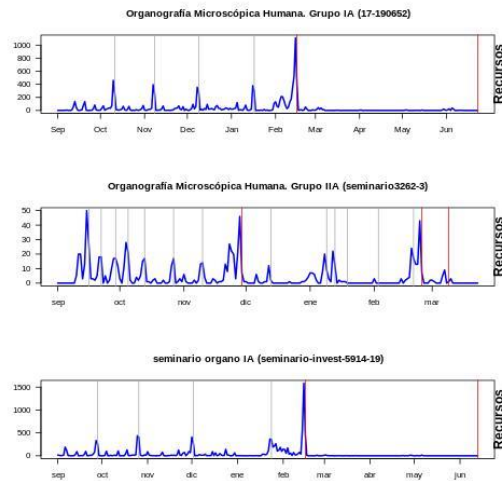 Organografía Microscópica Humana. Grupo IA (17-190652)
1000
800
600
400
200
0
Sep Oct Nov Dec Jan Feb Mar Apr May Jun
Recursos
Organografía Microscópica Humana. Grupo IIA (seminario3262-3)
50
40
30
20
10
0
sep oct nov dic ene feb mar
Recursos
seminario organo IA (seminario-invest-5914-19)
1500
1000
500
0
sep oct nov dic ene feb mar abr may jun
Recursos